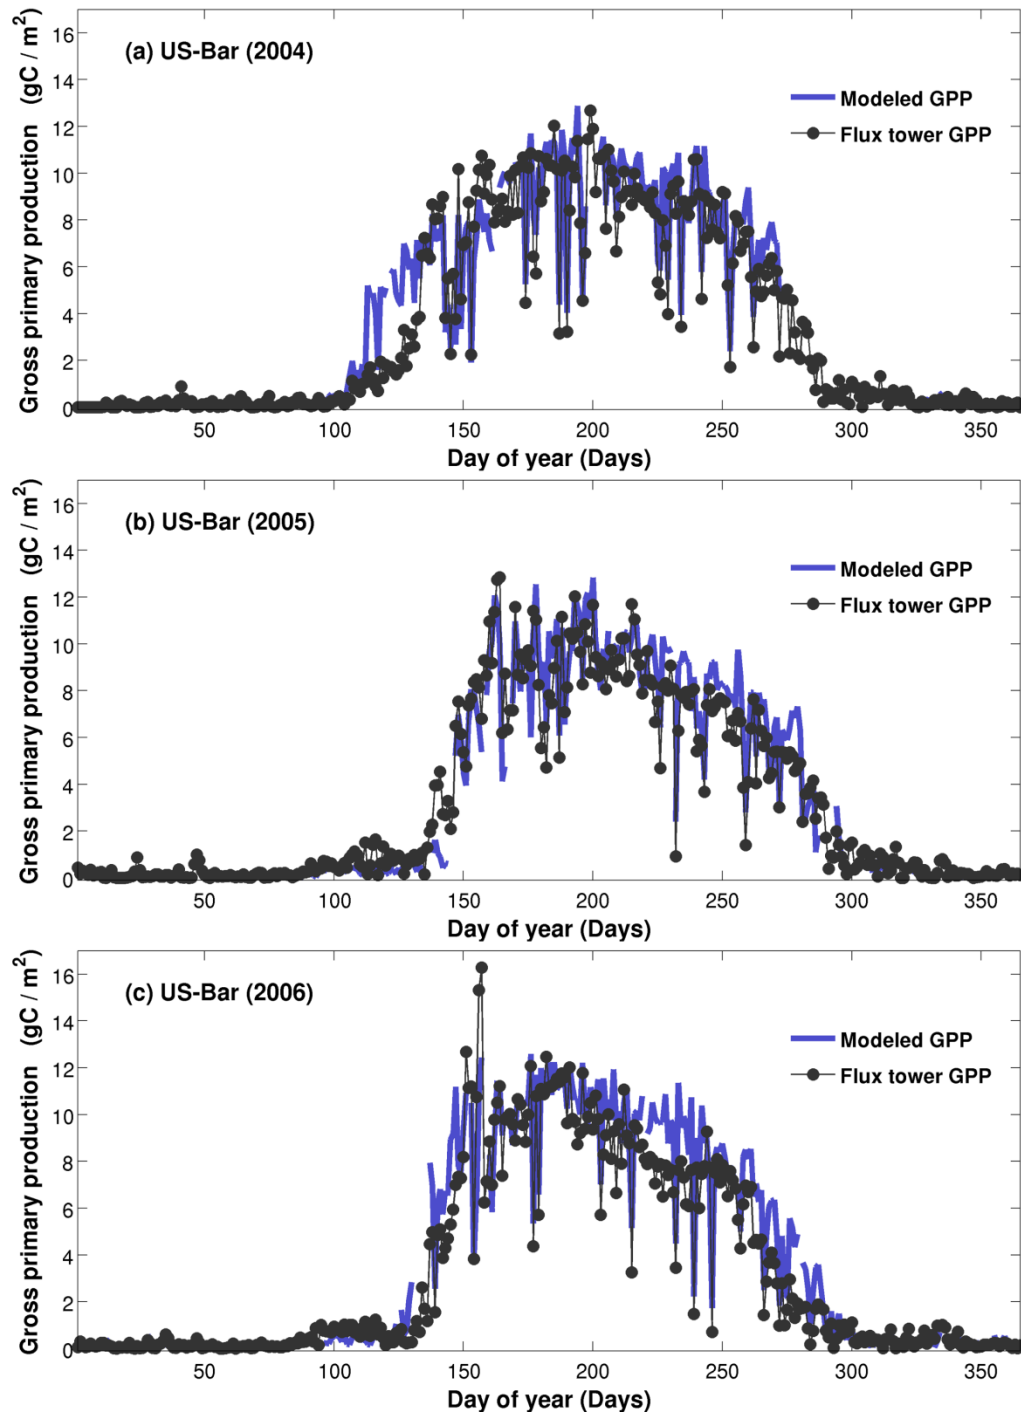 (a) US-Bar (2004)
Modeled GPP
Flux tower GPP
Gross primary production (gC / m²)
16
14
12
10
8
6
4
2
0
50 100 150 200 250 300 350
Day of year (Days)
(b) US-Bar (2005)
Modeled GPP
Flux tower GPP
Gross primary production (gC / m²)
16
14
12
10
8
6
4
2
0
50 100 150 200 250 300 350
Day of year (Days)
(c) US-Bar (2006)
Modeled GPP
Flux tower GPP
Gross primary production (gC / m²)
16
14
12
10
8
6
4
2
0
50 100 150 200 250 300 350
Day of year (Days)